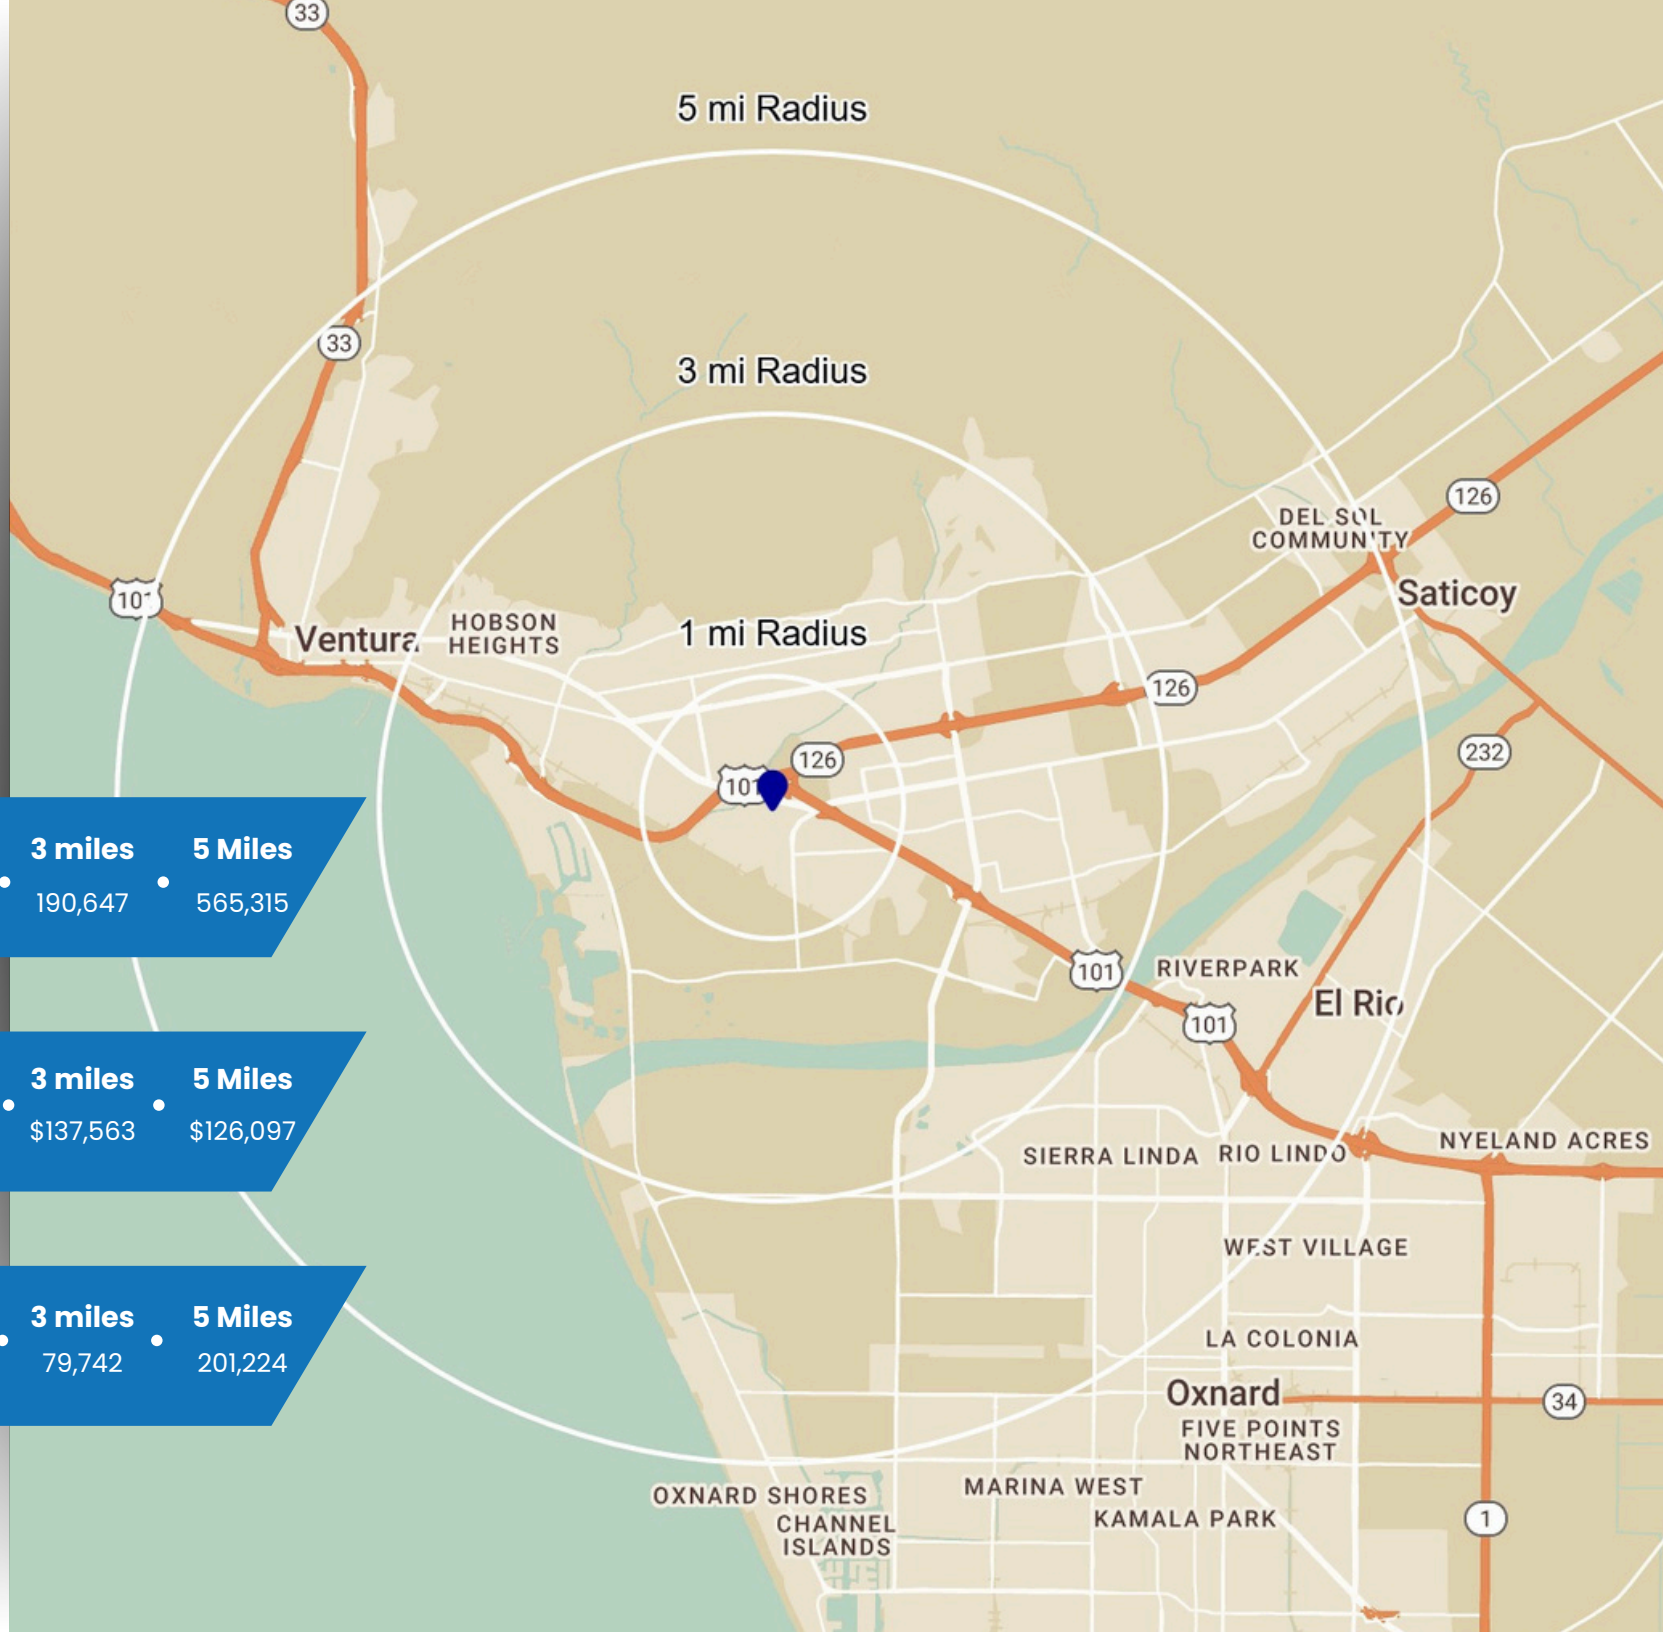 33
5 mi Radius
3 mi Radius
33
126
DEL SOL
COMMUNITY
Saticoy
101
Ventura
HOBSON
HEIGHTS
1 mi Radius
126
232
126
101
3 miles 5 Miles
190,647 565,315
101
RIVERPARK
El Rio
101
3 miles 5 Miles
$137,563 $126,097
SIERRA LINDA
RIO LINDO
NYELAND ACRES
WEST VILLAGE
3 miles 5 Miles
79,742 201,224
LA COLONIA
Oxnard
34
FIVE POINTS
NORTHEAST
OXNARD SHORES
MARINA WEST
CHANNEL
ISLANDS
KAMALA PARK
1